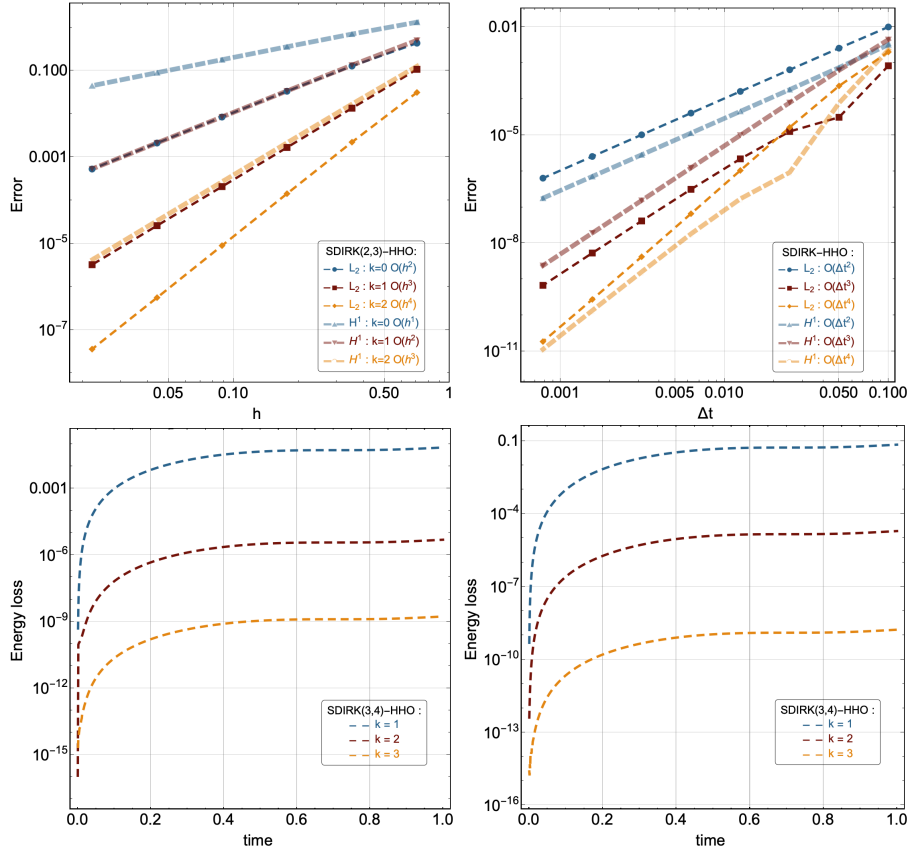 Error
0.100
0.001
10⁻⁵
10⁻⁷
SDIRK(2,3)-HHO:
L₂ : k=0 O(h²)
L₂ : k=1 O(h³)
L₂ : k=2 O(h⁴)
H¹ : k=0 O(h¹)
H¹ : k=1 O(h²)
H¹ : k=2 O(h³)
0.05
0.10
0.50
1
h
Error
0.01
10⁻⁵
10⁻⁸
10⁻¹¹
SDIRK-HHO:
L₂ : O(Δt²)
L₂ : O(Δt³)
L₂ : O(Δt⁴)
H¹: O(Δt²)
H¹: O(Δt³)
H¹: O(Δt⁴)
0.001
0.005
0.010
0.050
0.100
Δt
Energy loss
0.001
10⁻⁶
10⁻⁹
10⁻¹²
10⁻¹⁵
SDIRK(3,4)-HHO :
k = 1
k = 2
k = 3
0.0
0.2
0.4
0.6
0.8
1.0
time
Energy loss
0.1
10⁻⁴
10⁻⁷
10⁻¹⁰
10⁻¹³
10⁻¹⁶
SDIRK(3,4)-HHO :
k = 1
k = 2
k = 3
0.0
0.2
0.4
0.6
0.8
1.0
time